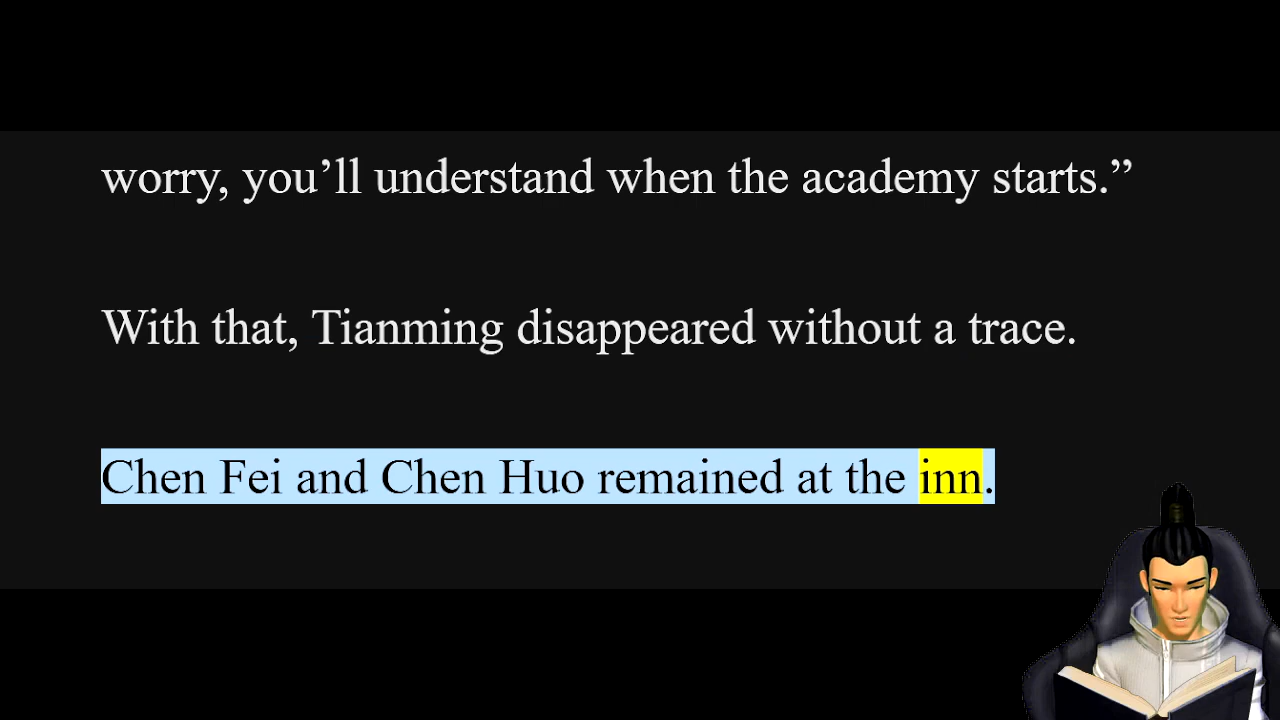 worry, you’ll understand when the academy starts.”
With that, Tianming disappeared without a trace.
Chen Fei and Chen Huo remained at the inn.